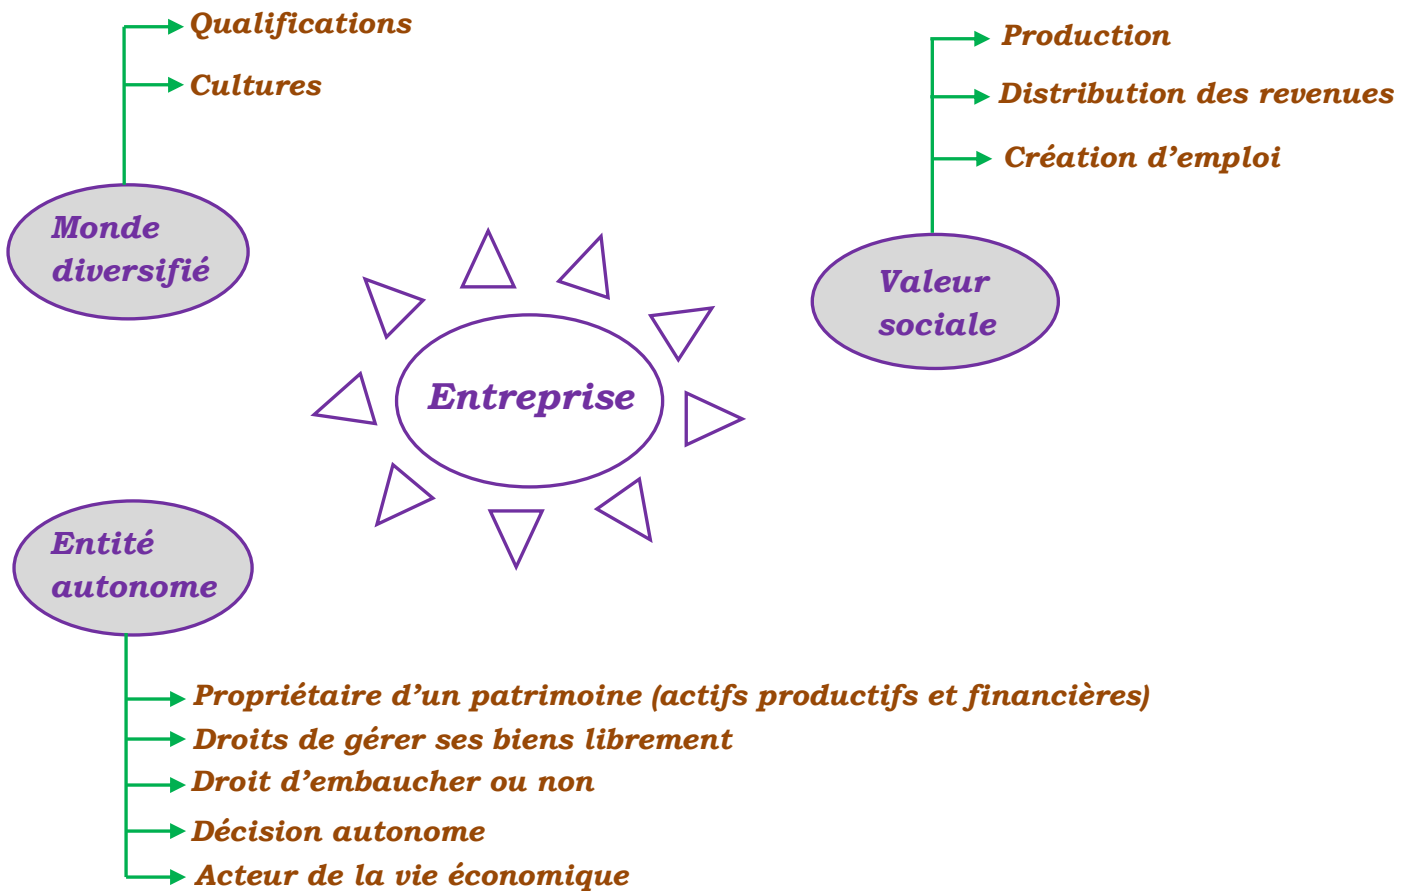 Qualifications
Cultures
Monde
diversifié
Production
Distribution des revenues
Création d’emploi
Valeur
sociale
Entreprise
Entité
autonome
Propriétaire d’un patrimoine (actifs productifs et financières)
Droits de gérer ses biens librement
Droit d’embaucher ou non
Décision autonome
Acteur de la vie économique